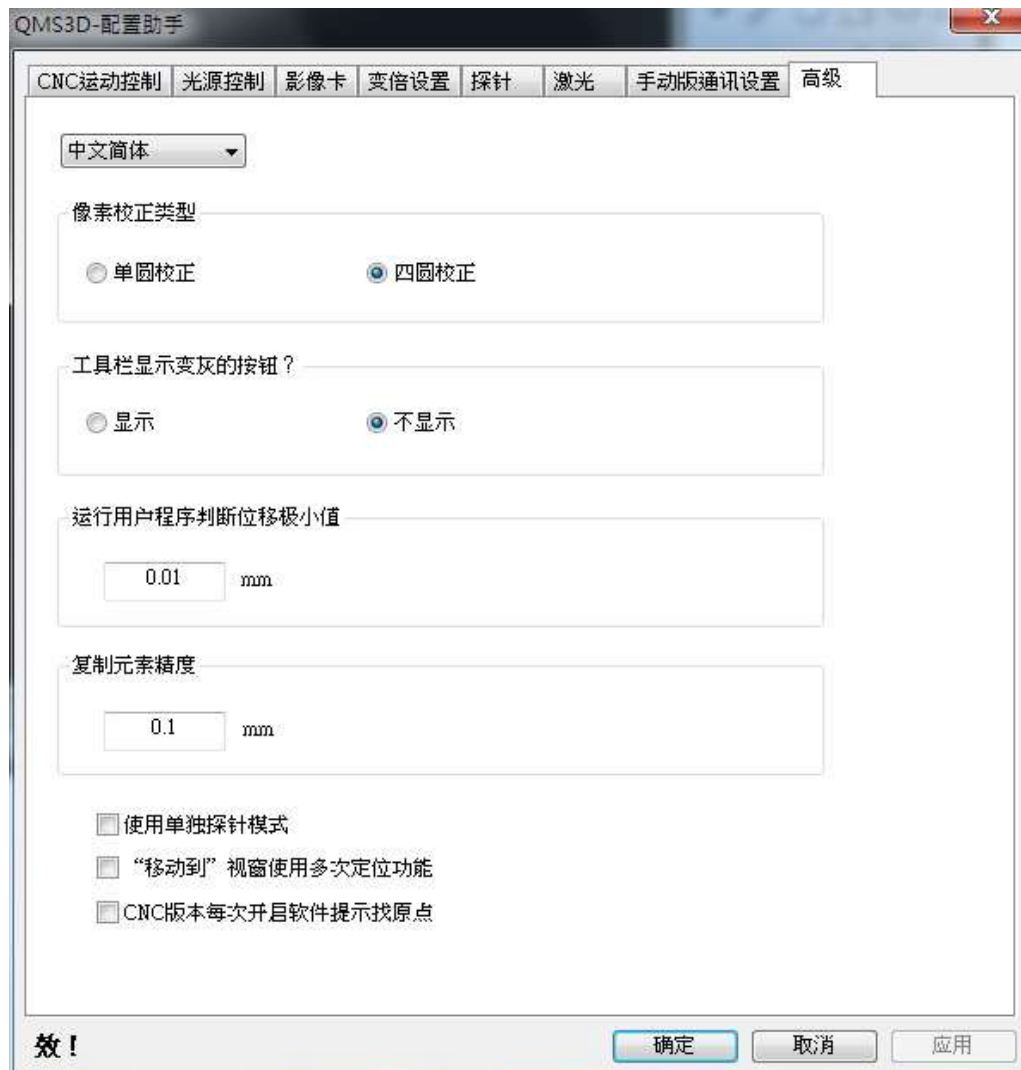 QMS3D-配置助手
CNC运动控制 光源控制 影像卡 变倍设置 探针 激光 手动版通讯设置 高级
中文简体
像素校正类型
单圆校正 四圆校正
工具栏显示变灰的按钮？
显示 不显示
运行用户程序判断位移极小值
0.01 mm
复制元素精度
0.1 mm
使用单独探针模式
“移动到”视窗使用多次定位功能
CNC版本每次开启软件提示找原点
效！ 确定 取消 应用